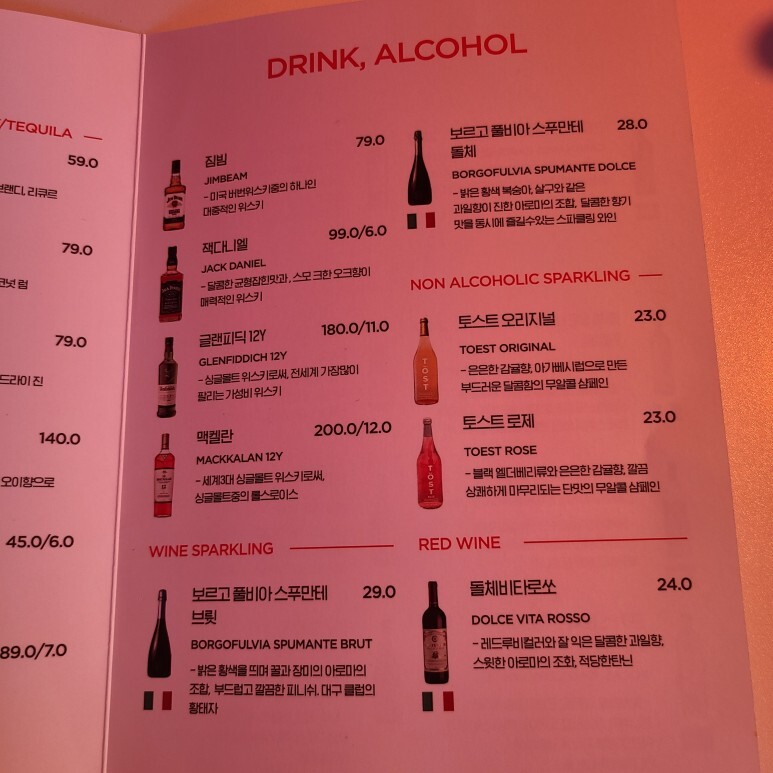 /TEQUILA
59.0
브랜디, 리큐르
79.0
넛 럼
79.0
드라이 진
140.0
오이향으로
45.0/6.0
89.0/7.0
DRINK, ALCOHOL
짐빔 79.0
JIMBEAM
- 미국 버번위스키중의 하나인
대중적인 위스키
잭다니엘 99.0/6.0
JACK DANIEL
- 달콤한 균형잡힌맛과, 스모 크한 오크향이
매력적인 위스키
글랜피딕 12Y 180.0/11.0
GLENFIDDICH 12Y
- 싱글몰트 위스키로써, 전세계 가장많이
팔리는 가성비 위스키
맥켈란 200.0/12.0
MACKKALAN 12Y
- 세계3대 싱글몰트 위스키로써,
싱글몰트중의 롤스로이스
WINE SPARKLING
보르고 풀비아 스푸만테 29.0
브륏
BORGOFULVIA SPUMANTE BRUT
- 밝은 황색을 띄며 꿀과 장미의 아로마의
조합, 부드럽고 깔끔한 피니쉬. 대구 클럽의
황태자
보르고 풀비아 스푸만테 28.0
돌체
BORGOFULVIA SPUMANTE DOLCE
- 밝은 황색 복숭아, 살구와 같은
과일향이 진한 아로마의 조합, 달콤한 향기
맛을 동시에 즐길수있는 스파클링 와인
NON ALCOHOLIC SPARKLING
토스트 오리지널 23.0
TOEST ORIGINAL
- 은은한 감귤향, 아가베시럽으로 만든
부드러운 달콤함의 무알콜 샴페인
TÖST
토스트 로제 23.0
TOEST ROSE
- 블랙 엘더베리류와 은은한 감귤향, 깔끔
상쾌하게 마무리되는 단맛의 무알콜 샴페인
TÖST
RED WINE
돌체비타로쏘 24.0
DOLCE VITA ROSSO
- 레드루비컬러와 잘 익은 달콤한 과일향,
스윗한 아로마의 조화, 적당한탄닌